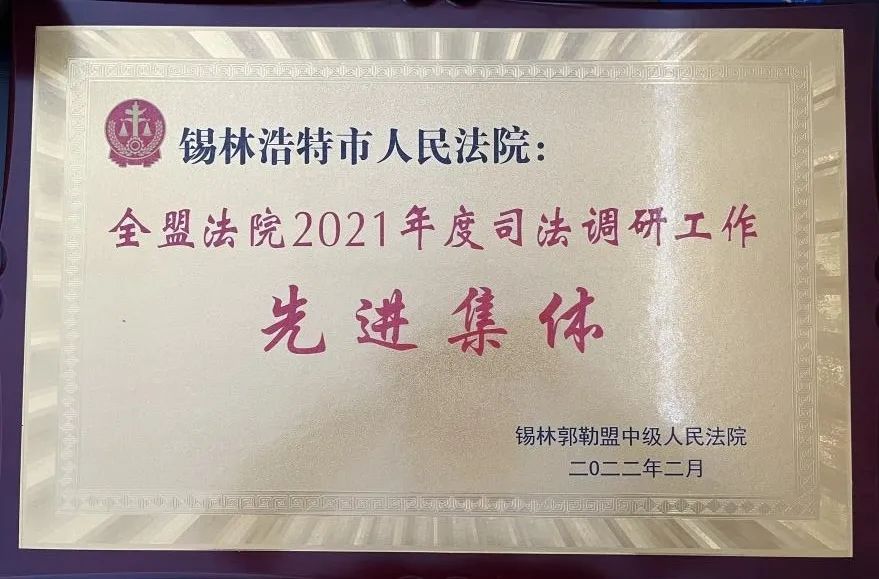 锡林浩特市人民法院：
全盟法院2021年度司法调研工作
先进集体
锡林郭勒盟中级人民法院
二〇二二年二月